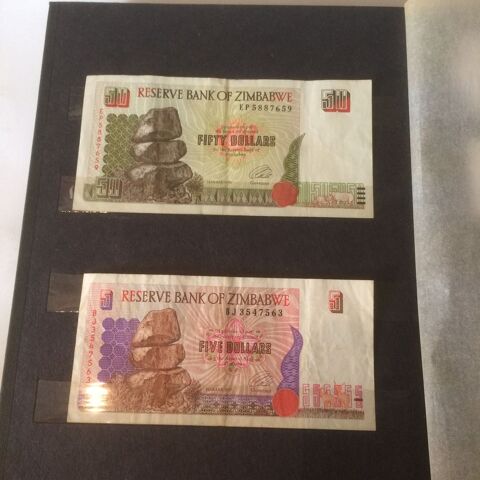 50 RESERVE BANK OF ZIMBABWE 50
EP5887659
EP5887659
FIFTY DOLLARS
50
RESERVE BANK OF ZIMBABWE
5 5
BJ3547563
BJ3547563
FIVE DOLLARS